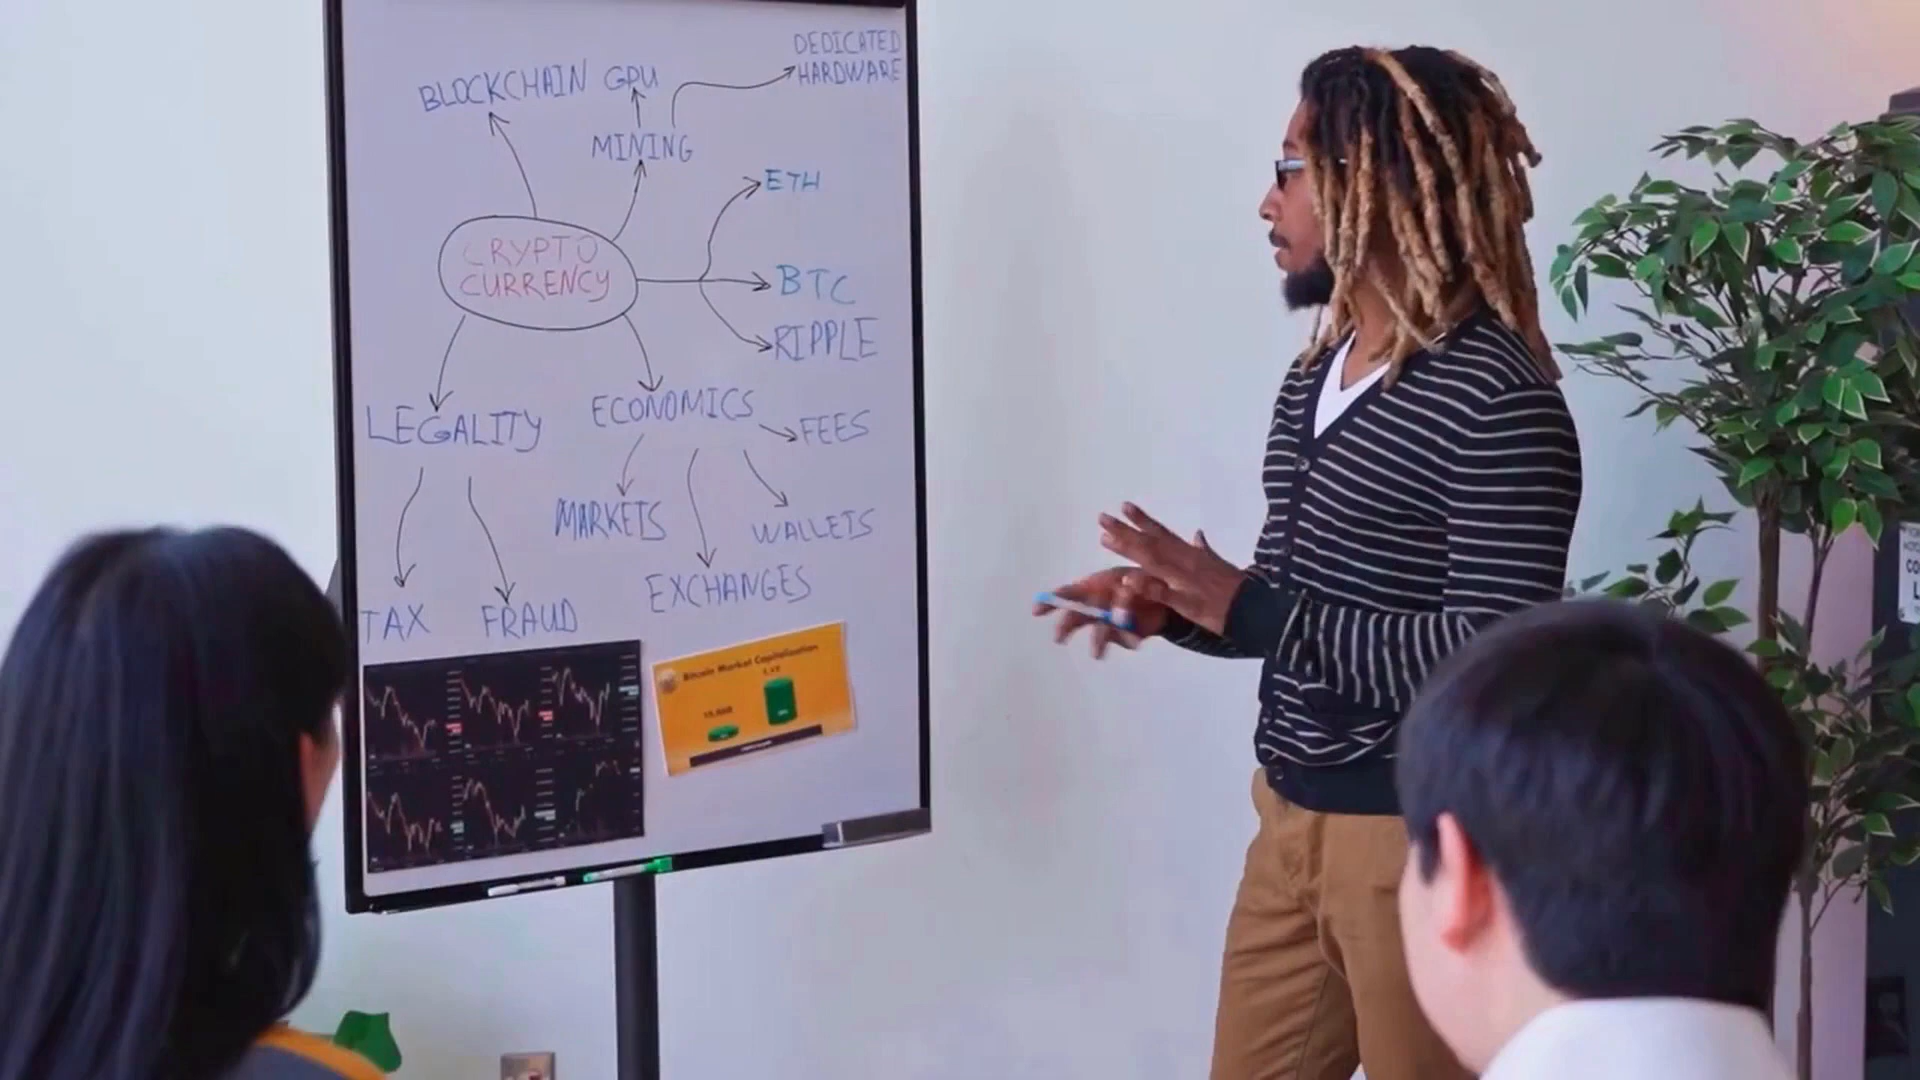 DEDICATED
HARDWARE
BLOCKCHAIN
GPU
MINING
ETH
CRYPTO
CURRENCY
BTC
RIPPLE
LEGALITY
ECONOMICS
FEES
MARKETS
WALLETS
EXCHANGES
TAX
FRAUD
Bitcoin Market Capitalization
CO
L